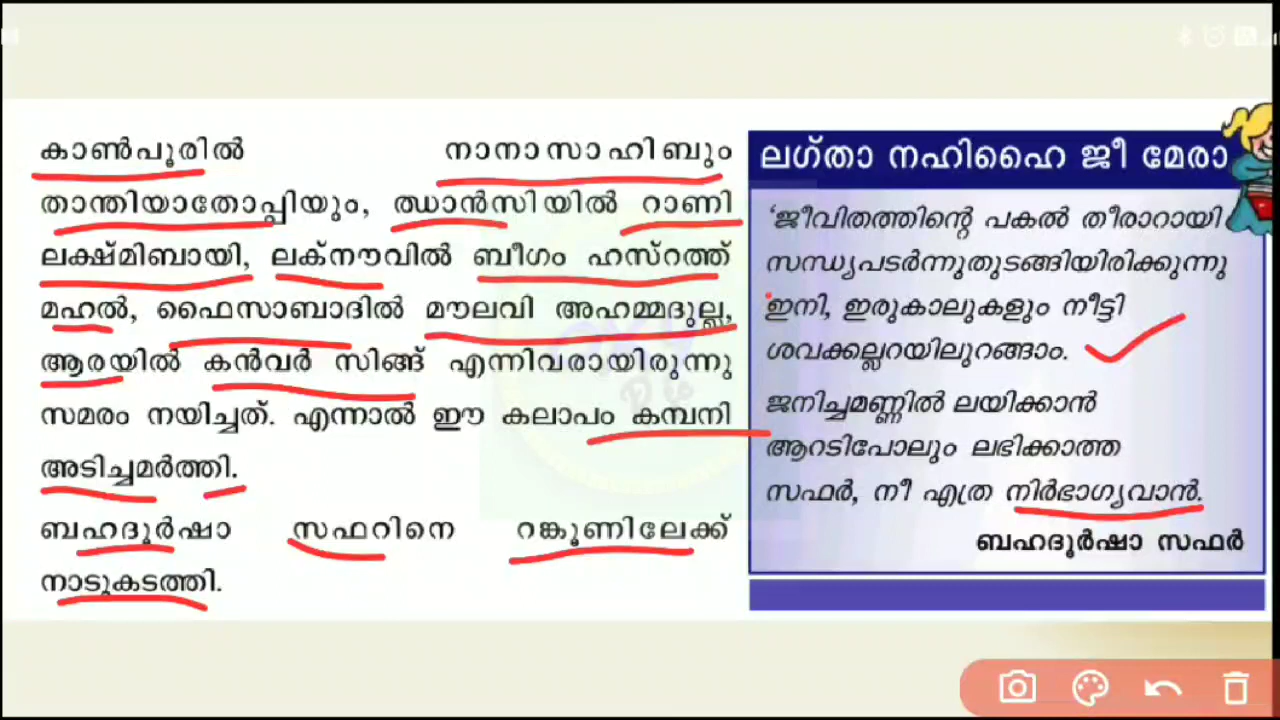 കാൺപൂരിൽ നാനാസാഹിബും
താന്തിയാതോപ്പിയും, ഝാൻസിയിൽ റാണി
ലക്ഷ്മിബായി, ലക്നൗവിൽ ബീഗം ഹസ്റത്ത്
മഹൽ, ഫൈസാബാദിൽ മൗലവി അഹമ്മദുല്ല,
ആരയിൽ കൻവർ സിങ്ങ് എന്നിവരായിരുന്നു
സമരം നയിച്ചത്. എന്നാൽ ഈ കലാപം കമ്പനി
അടിച്ചമർത്തി.
ബഹദൂർഷാ സഫറിനെ റങ്കൂണിലേക്ക്
നാടുകടത്തി.
ലഗ്താ നഹിഹൈ ജീ മേരാ
‘ജീവിതത്തിന്റെ പകൽ തീരാറായി
സന്ധ്യപടർന്നുതുടങ്ങിയിരിക്കുന്നു
ഇനി, ഇരുകാലുകളും നീട്ടി
ശവക്കല്ലറയിലുറങ്ങാം.
ജനിച്ചമണ്ണിൽ ലയിക്കാൻ
ആറടിപോലും ലഭിക്കാത്ത
സഫർ, നീ എത്ര നിർഭാഗ്യവാൻ.
ബഹദൂർഷാ സഫർ